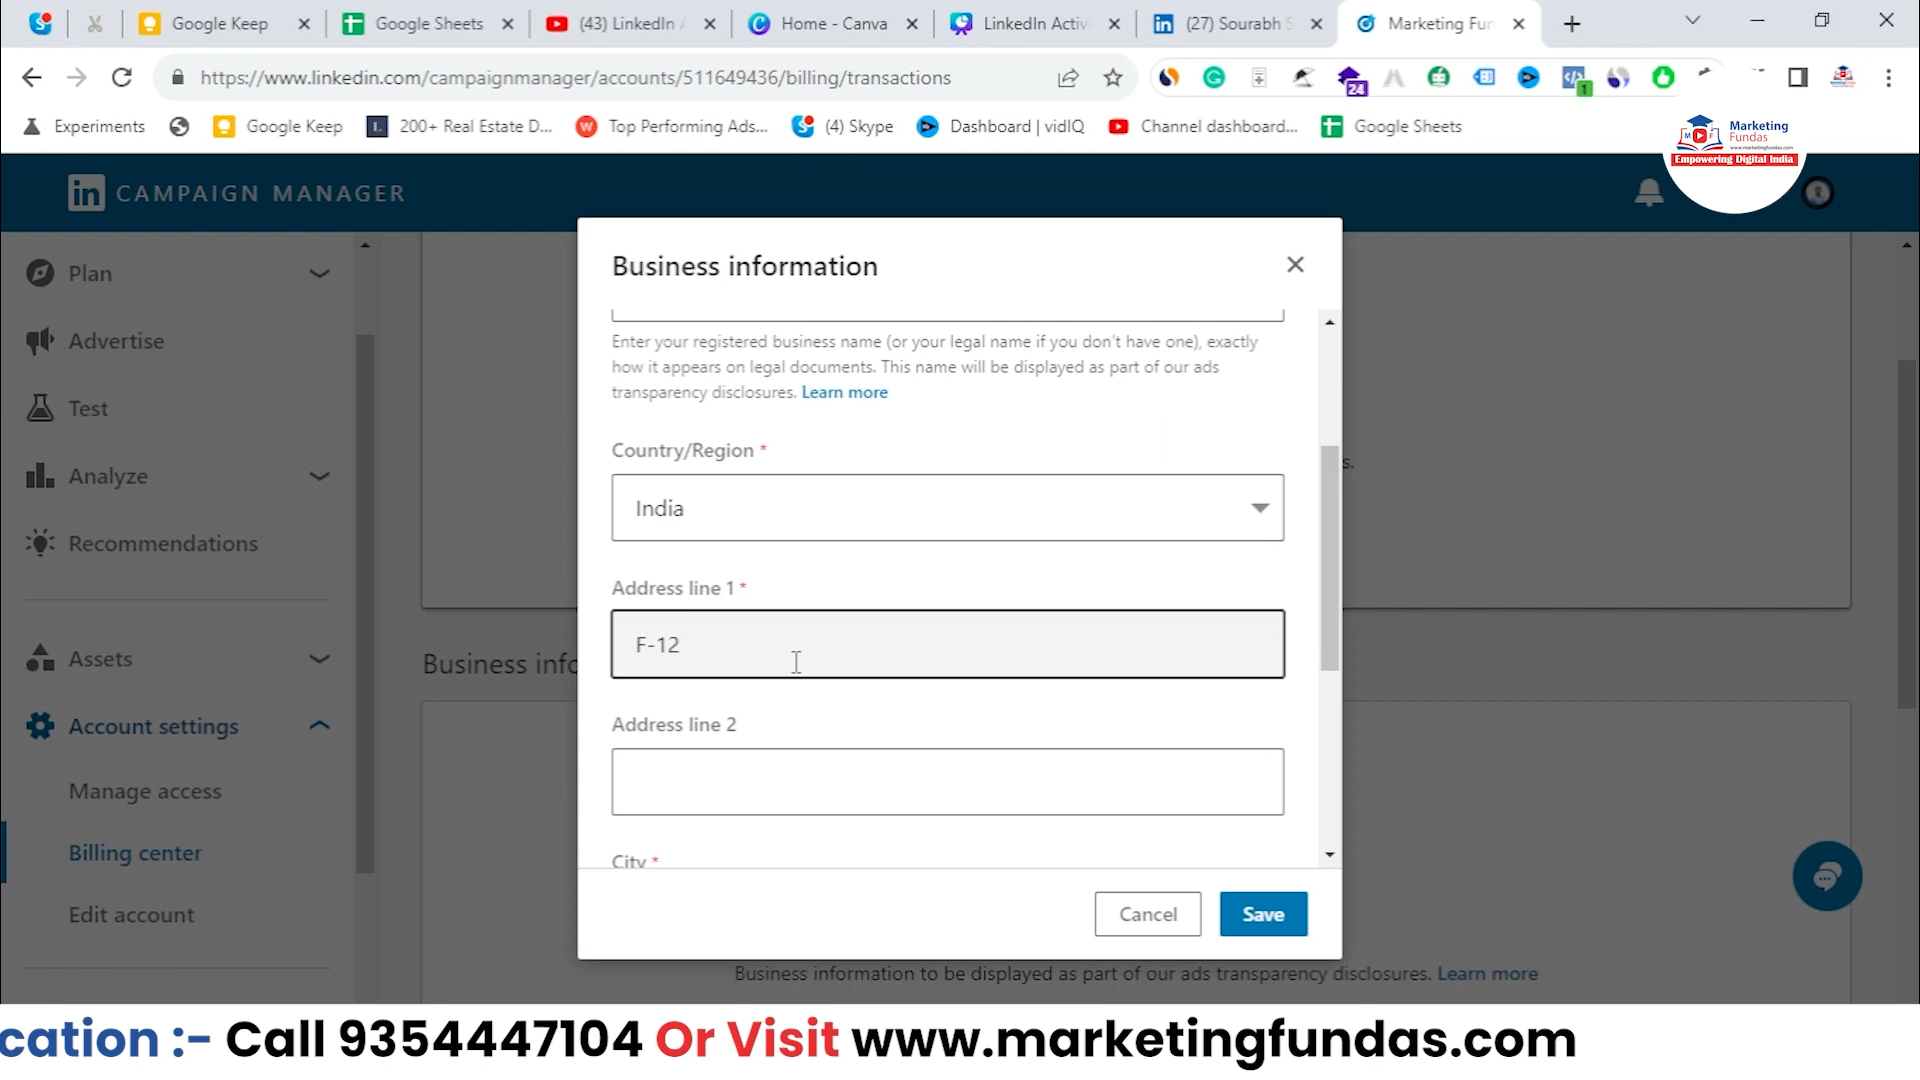 Google Keep
Google Sheets
(43) LinkedIn
Home - Canva
LinkedIn Activ
(27) Sourabh S
Marketing Fun
https://www.linkedin.com/campaignmanager/accounts/511649436/billing/transactions
24
1
Experiments
Google Keep
200+ Real Estate D...
Top Performing Ads...
(4) Skype
Dashboard | vidIQ
Channel dashboard...
Google Sheets
Marketing
Fundas
www.marketingfundas.com
Empowering Digital India
in CAMPAIGN MANAGER
Plan
Advertise
Test
Analyze
Recommendations
Assets
Account settings
Manage access
Billing center
Edit account
Business info
s.
Business information
Enter your registered business name (or your legal name if you don't have one), exactly
how it appears on legal documents. This name will be displayed as part of our ads
transparency disclosures. Learn more
Country/Region *
India
Address line 1 *
F-12
Address line 2
City *
Cancel
Save
Business information to be displayed as part of our ads transparency disclosures. Learn more
cation :- Call 9354447104 Or Visit www.marketingfundas.com